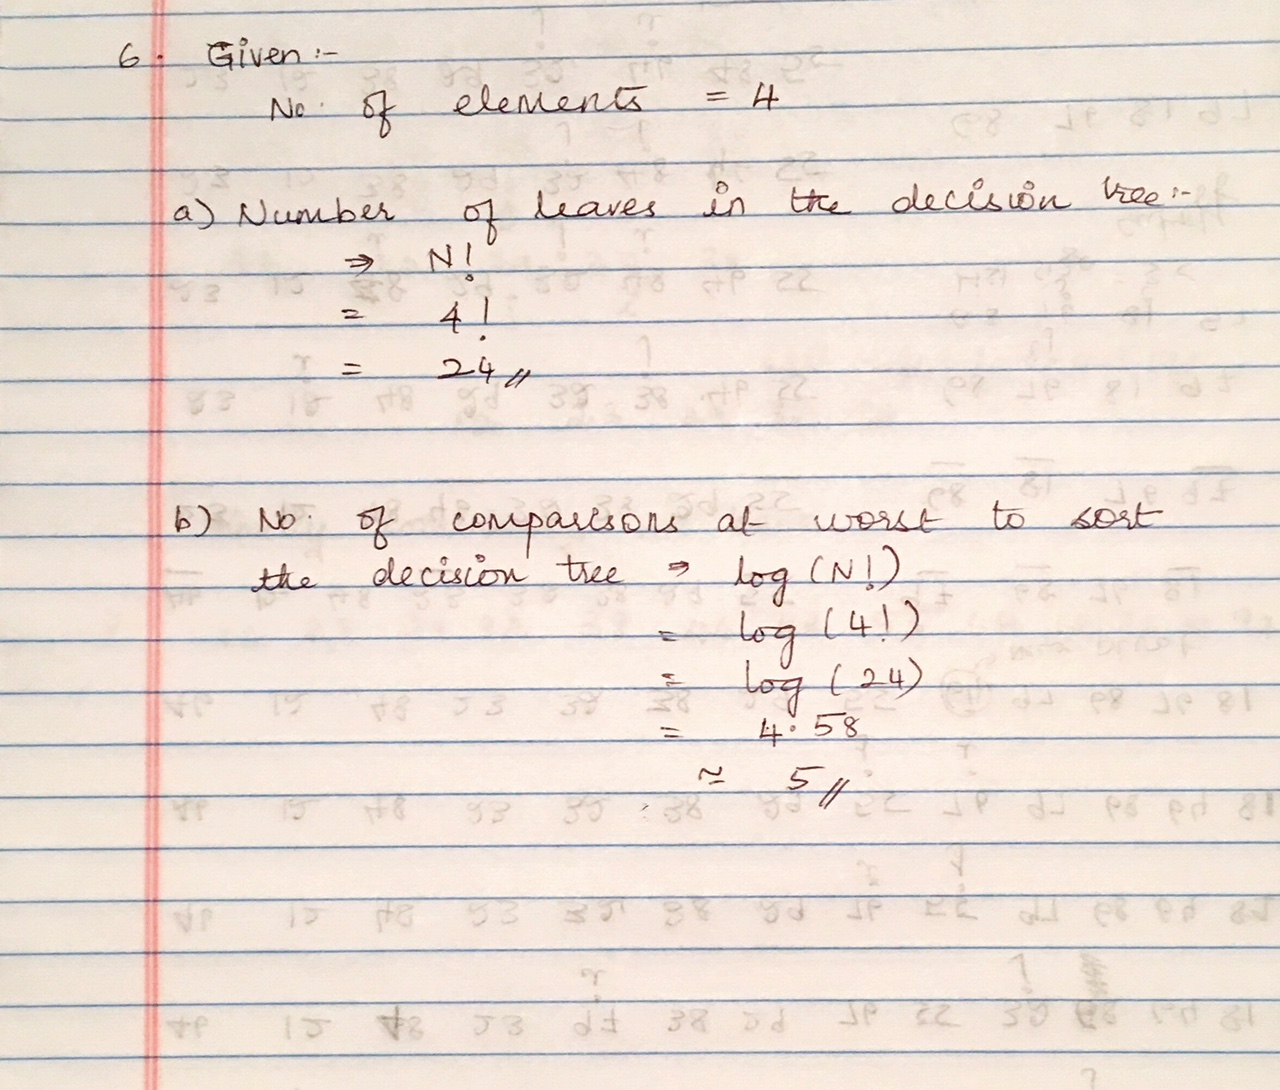 6. Given :-
No. of elements = 4
a) Number of leaves in the decision tree :-
⇒ N!
= 4!
= 24 //
b) No. of comparisons at worst to sort
the decision tree ⇒ log (N!)
= log (4!)
= log (24)
= 4.58
≈ 5 //